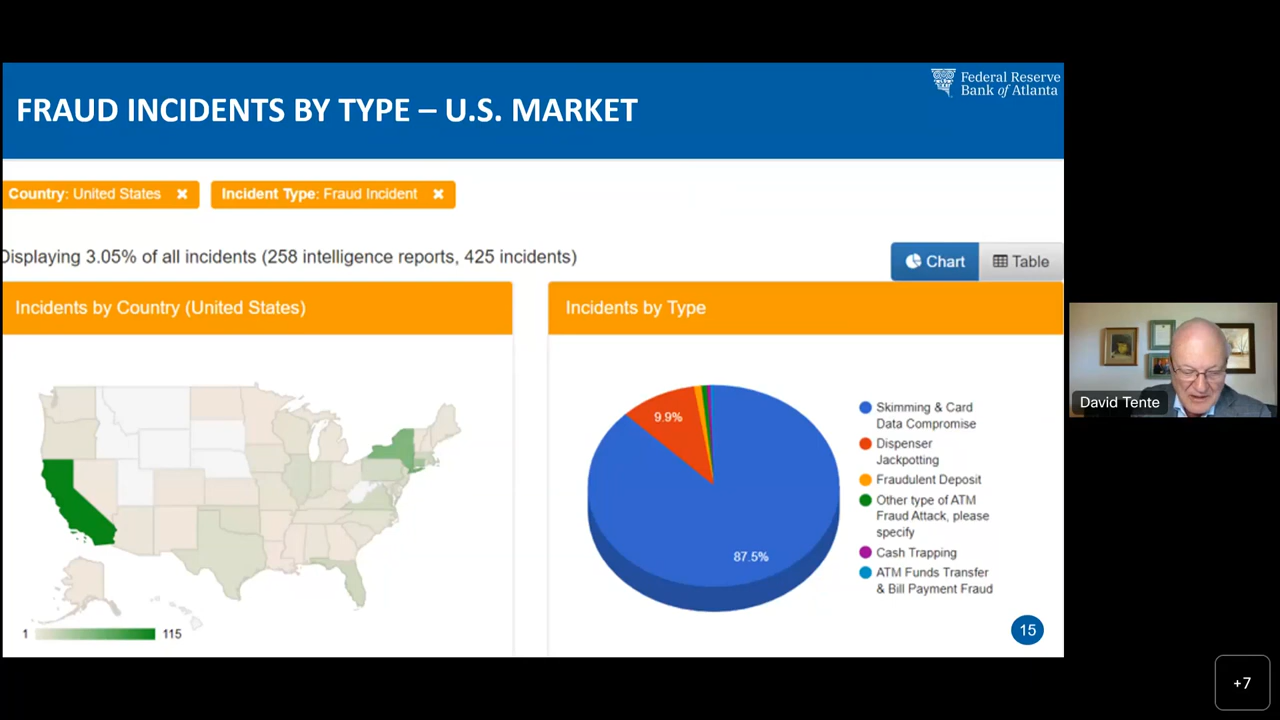 Federal Reserve
Bank of Atlanta
FRAUD INCIDENTS BY TYPE – U.S. MARKET
Country: United States ✖
Incident Type: Fraud Incident ✖
Displaying 3.05% of all incidents (258 intelligence reports, 425 incidents)
Chart
Table
Incidents by Country (United States)
Incidents by Type
9.9%
87.5%
Skimming & Card
Data Compromise
Dispenser
Jackpotting
Fraudulent Deposit
Other type of ATM
Fraud Attack, please
specify
Cash Trapping
ATM Funds Transfer
& Bill Payment Fraud
1
115
15
David Tente
+7